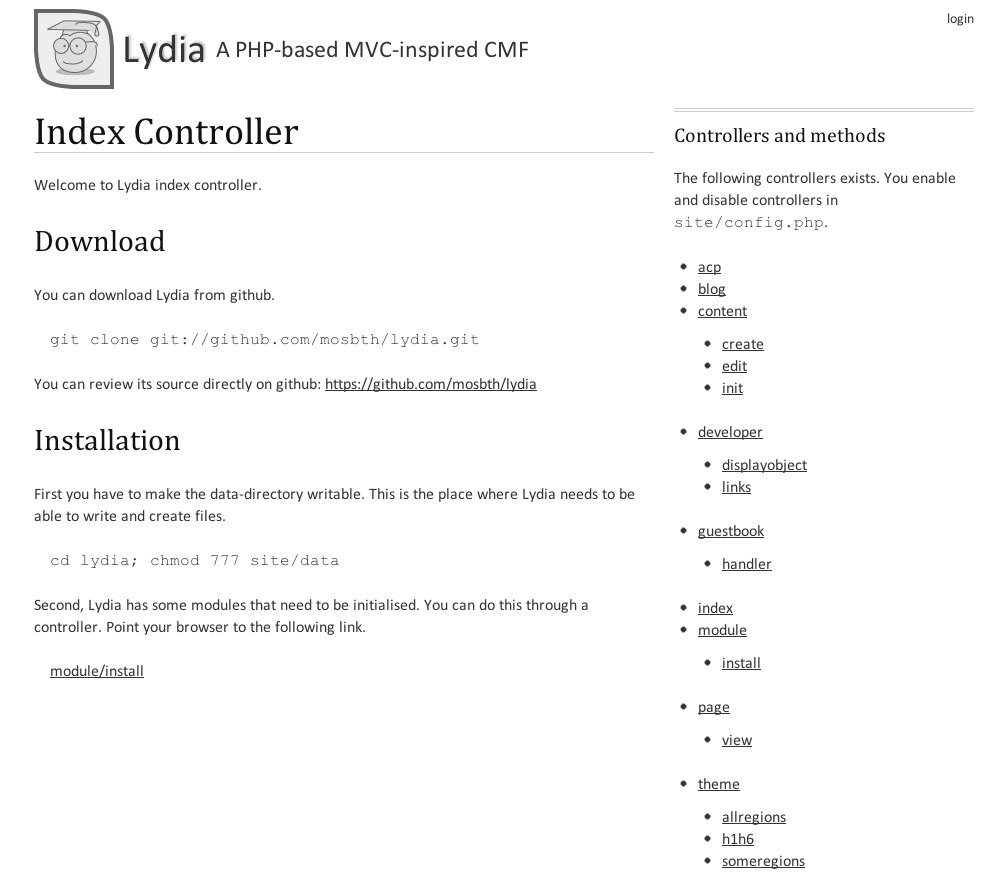 login
Lydia A PHP-based MVC-inspired CMF
Index Controller
Welcome to Lydia index controller.
Download
You can download Lydia from github.
git clone git://github.com/mosbth/lydia.git
You can review its source directly on github: https://github.com/mosbth/lydia
Installation
First you have to make the data-directory writable. This is the place where Lydia needs to be
able to write and create files.
cd lydia; chmod 777 site/data
Second, Lydia has some modules that need to be initialised. You can do this through a
controller. Point your browser to the following link.
module/install
Controllers and methods
The following controllers exists. You enable
and disable controllers in
site/config.php.
acp
blog
content
create
edit
init
developer
displayobject
links
guestbook
handler
index
module
install
page
view
theme
allregions
h1h6
someregions